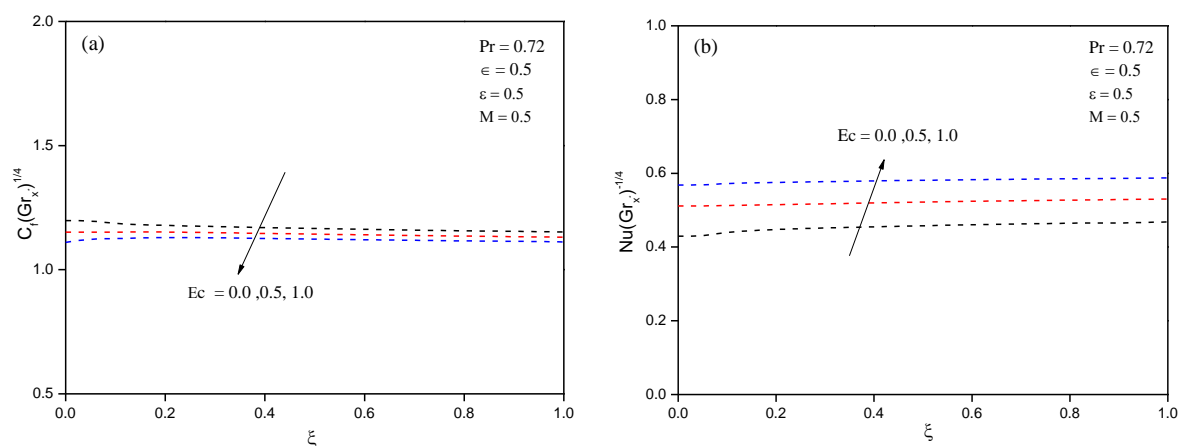 (a)
Pr = 0.72
∈ = 0.5
ε = 0.5
M = 0.5
2.0
1.5
1.0
0.5
C_f(Gr_x)^{1/4}
Ec = 0.0 ,0.5, 1.0
0.0 0.2 0.4 0.6 0.8 1.0
ξ
(b)
Pr = 0.72
∈ = 0.5
ε = 0.5
M = 0.5
1.0
0.8
0.6
0.4
0.2
0.0
Nu(Gr_x)^{-1/4}
Ec = 0.0 ,0.5, 1.0
0.0 0.2 0.4 0.6 0.8 1.0
ξ